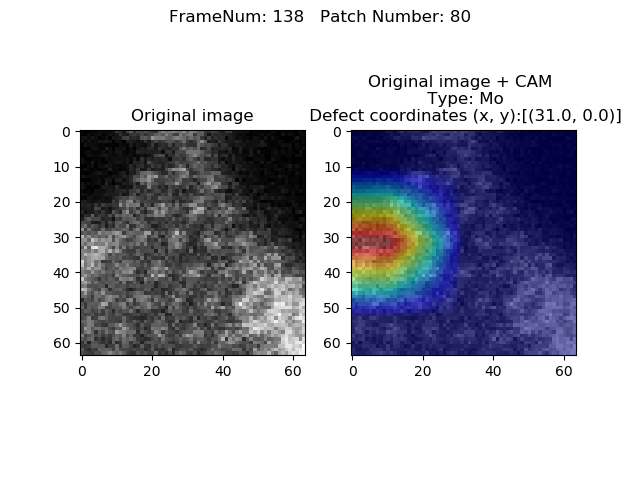 FrameNum: 138   Patch Number: 80
Original image
Original image + CAM
Type: Mo
Defect coordinates (x, y):[(31.0, 0.0)]
0
10
20
30
40
50
60
0 20 40 60
0
10
20
30
40
50
60
0 20 40 60